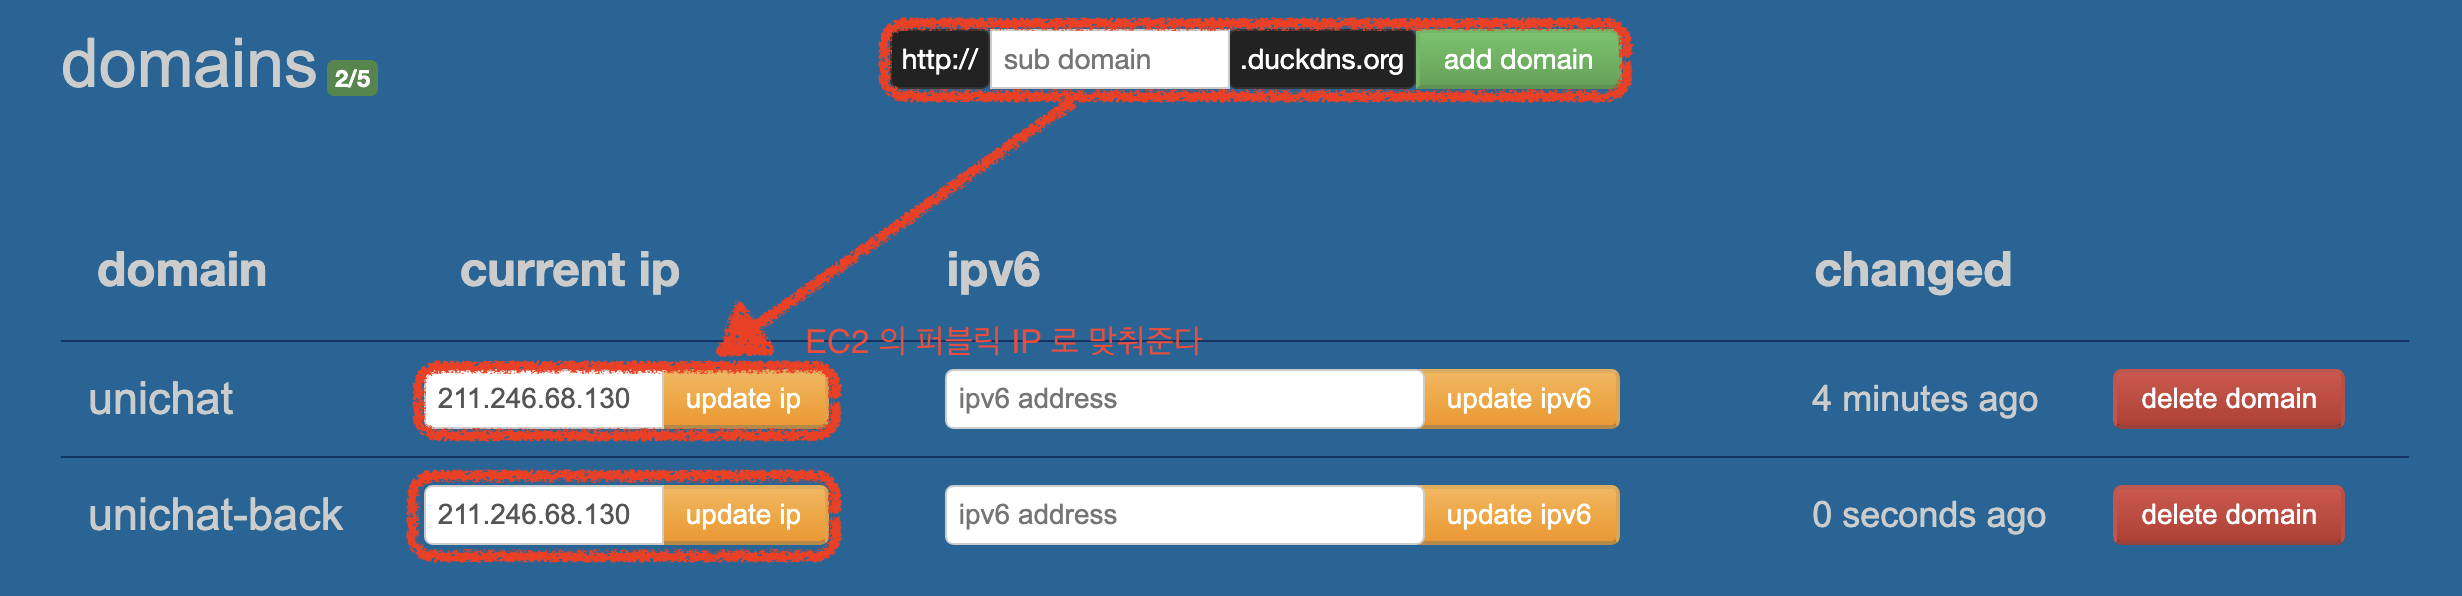 domains 2/5
http:// sub domain .duckdns.org add domain
domain current ip ipv6 changed
EC2 의 퍼블릭 IP 로 맞춰준다
unichat 211.246.68.130 update ip ipv6 address update ipv6 4 minutes ago delete domain
unichat-back 211.246.68.130 update ip ipv6 address update ipv6 0 seconds ago delete domain